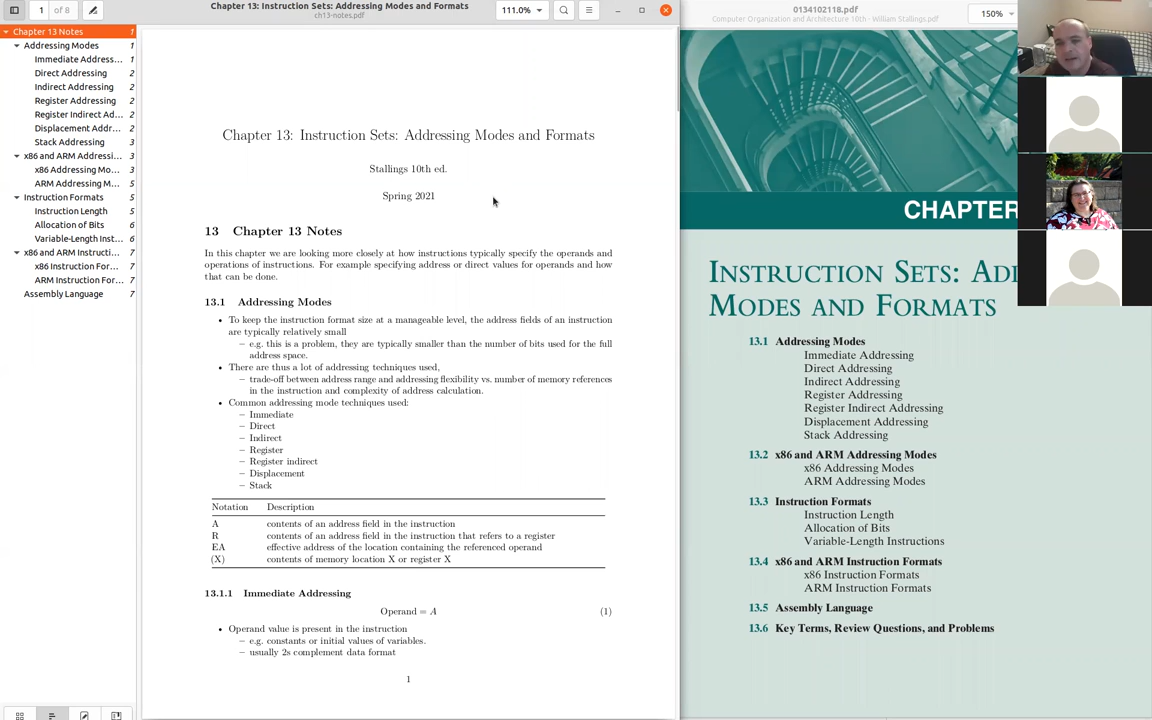 Chapter 13: Instruction Sets: Addressing Modes and Formats
ch13-notes.pdf
1 of 8
111.0%
0134102118.pdf
Computer Organization and Architecture 10th - William Stallings.pdf
150%
Chapter 13 Notes 1
Addressing Modes 1
Immediate Address... 1
Direct Addressing 2
Indirect Addressing 2
Register Addressing 2
Register Indirect Ad... 2
Displacement Addr... 2
Stack Addressing 3
x86 and ARM Addressi... 3
x86 Addressing Mo... 3
ARM Addressing M... 5
Instruction Formats 5
Instruction Length 5
Allocation of Bits 6
Variable-Length Inst... 6
x86 and ARM Instructi... 7
x86 Instruction For... 7
ARM Instruction For... 7
Assembly Language 7
Chapter 13: Instruction Sets: Addressing Modes and Formats
Stallings 10th ed.
Spring 2021
13 Chapter 13 Notes
In this chapter we are looking more closely at how instructions typically specify the operands and
operations of instructions. For example specifying address or direct values for operands and how
that can be done.
13.1 Addressing Modes
• To keep the instruction format size at a manageable level, the address fields of an instruction
are typically relatively small
– e.g. this is a problem, they are typically smaller than the number of bits used for the full
address space.
• There are thus a lot of addressing techniques used,
– trade-off between address range and addressing flexibility vs. number of memory references
in the instruction and complexity of address calculation.
• Common addressing mode techniques used:
– Immediate
– Direct
– Indirect
– Register
– Register indirect
– Displacement
– Stack
Notation Description
A contents of an address field in the instruction
R contents of an address field in the instruction that refers to a register
EA effective address of the location containing the referenced operand
(X) contents of memory location X or register X
13.1.1 Immediate Addressing
Operand = A (1)
• Operand value is present in the instruction
– e.g. constants or initial values of variables.
– usually 2s complement data format
1
CHAPTER
INSTRUCTION SETS: ADD
MODES AND FORMATS
13.1 Addressing Modes
Immediate Addressing
Direct Addressing
Indirect Addressing
Register Addressing
Register Indirect Addressing
Displacement Addressing
Stack Addressing
13.2 x86 and ARM Addressing Modes
x86 Addressing Modes
ARM Addressing Modes
13.3 Instruction Formats
Instruction Length
Allocation of Bits
Variable-Length Instructions
13.4 x86 and ARM Instruction Formats
x86 Instruction Formats
ARM Instruction Formats
13.5 Assembly Language
13.6 Key Terms, Review Questions, and Problems